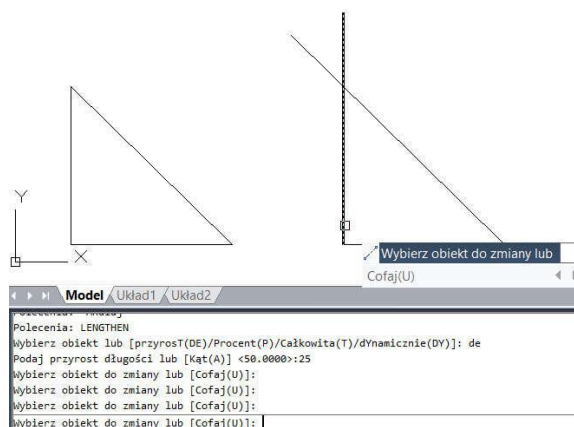 Y
X
Wybierz obiekt do zmiany lub
Cofaj(U)
Model Układ1 Układ2
Polecenia: LENGTHEN
Wybierz obiekt lub [przyrosT(DE)/Procent(P)/Całkowita(T)/dYnamicznie(DY)]: de
Podaj przyrost długości lub [Kąt(A)] <50.0000>:25
Wybierz obiekt do zmiany lub [Cofaj(U)]:
Wybierz obiekt do zmiany lub [Cofaj(U)]:
Wybierz obiekt do zmiany lub [Cofaj(U)]:
Wybierz obiekt do zmiany lub [Cofaj(U)]: